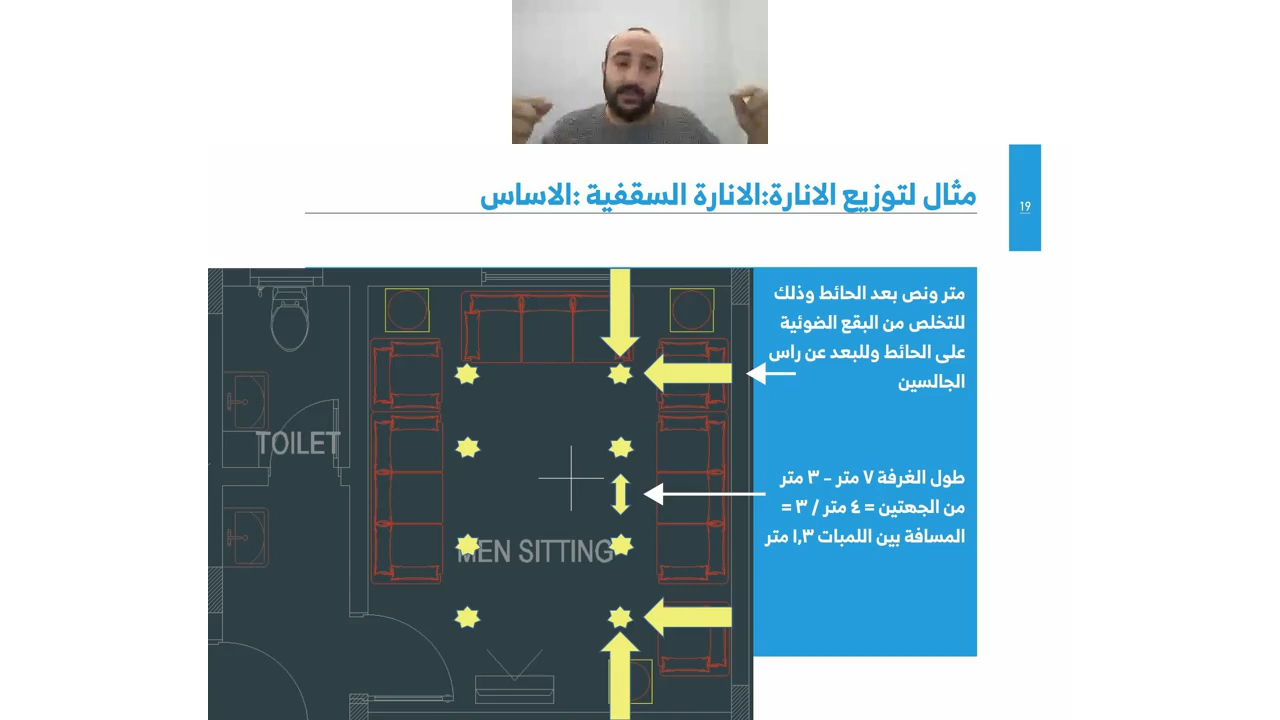 مثال لتوزيع الانارة:الانارة السقفية :الاساس
19
متر ونص بعد الحائط وذلك
للتخلص من البقع الضوئية
على الحائط وللبعد عن راس
الجالسين
طول الغرفة ٧ متر - ٣ متر
من الجهتين = ٤ متر / ٣ =
المسافة بين اللمبات ١,٣ متر
TOILET
MEN SITTING